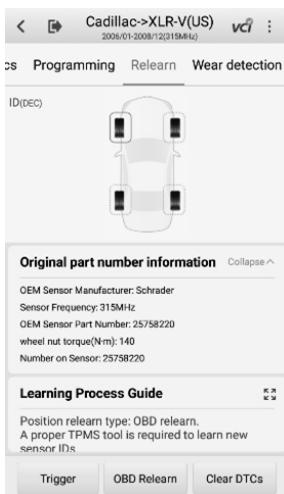 Cadillac->XLR-V(US)
2006/01-2008/12(315MHz)
vci
cs Programming Relearn Wear detection
ID(DEC)
Original part number information Collapse
OEM Sensor Manufacturer: Schrader
Sensor Frequency: 315MHz
OEM Sensor Part Number: 25758220
wheel nut torque(N·m): 140
Number on Sensor: 25758220
Learning Process Guide
Position relearn type: OBD relearn.
A proper TPMS tool is required to learn new
sensor IDs
Trigger OBD Relearn Clear DTCs